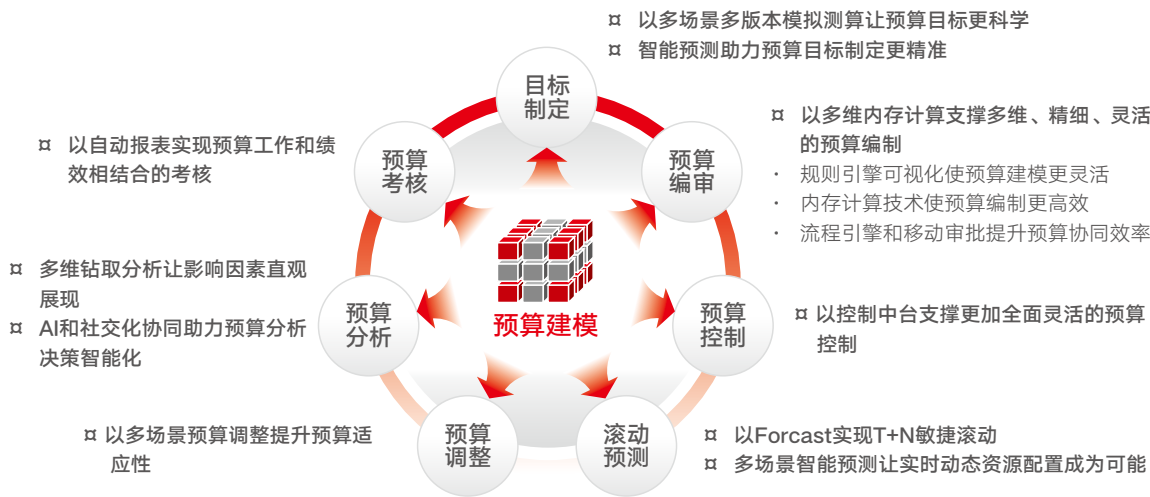 ¤ 以多场景多版本模拟测算让预算目标更科学
¤ 智能预测助力预算目标制定更精准
目标
制定
¤ 以多维内存计算支撑多维、精细、灵活
的预算编制
· 规则引擎可视化使预算建模更灵活
· 内存计算技术使预算编制更高效
· 流程引擎和移动审批提升预算协同效率
预算
编审
¤ 以控制中台支撑更加全面灵活的预算
控制
预算
控制
¤ 以Forcast实现T+N敏捷滚动
¤ 多场景智能预测让实时动态资源配置成为可能
滚动
预测
¤ 以多场景预算调整提升预算适
应性
预算
调整
¤ 多维钻取分析让影响因素直观
展现
¤ AI和社交化协同助力预算分析
决策智能化
预算
分析
¤ 以自动报表实现预算工作和绩
效相结合的考核
预算
考核
预算建模